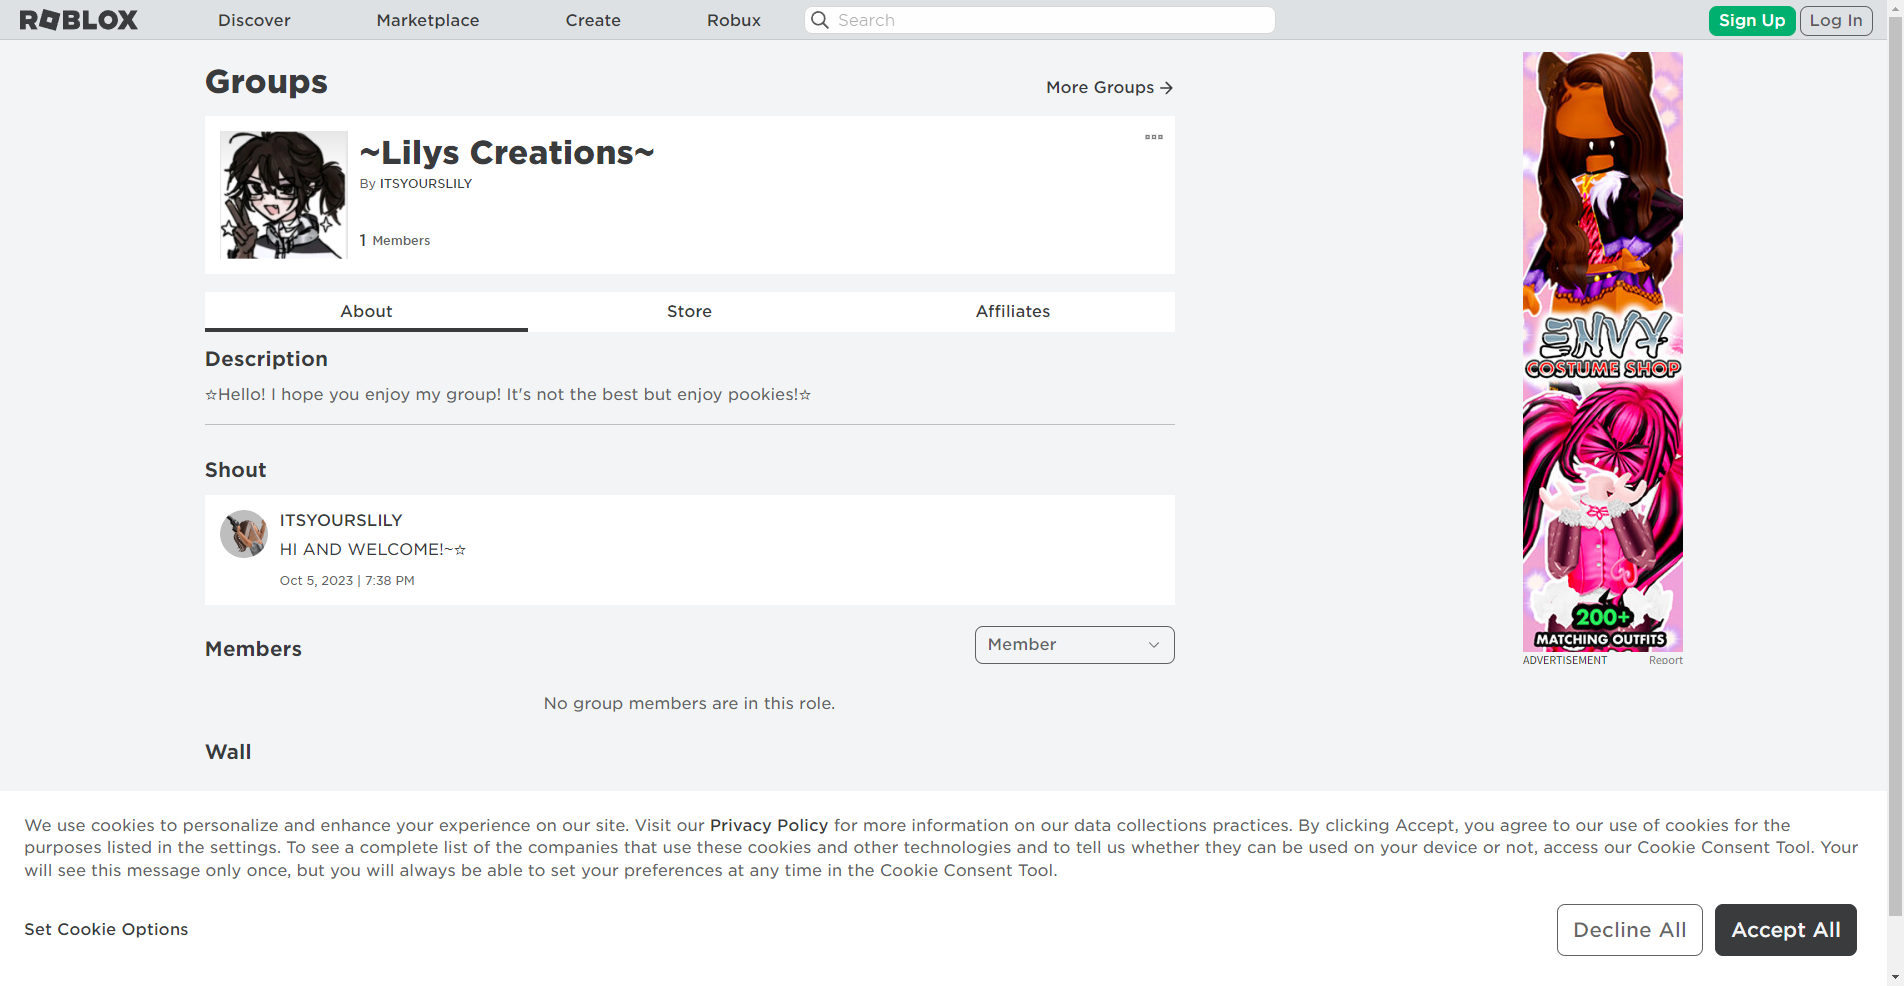 ROBLOX
Discover
Marketplace
Create
Robux
Search
Sign Up
Log In
Groups
More Groups →
~Lilys Creations~
By ITSYOURSLILY
1 Members
About
Store
Affiliates
Description
☆Hello! I hope you enjoy my group! It's not the best but enjoy pookies!☆
Shout
ITSYOURSLILY
HI AND WELCOME!~☆
Oct 5, 2023 | 7:38 PM
Members
Member
No group members are in this role.
Wall
ENVY
COSTUME SHOP
200+
MATCHING OUTFITS
ADVERTISEMENT
Report
We use cookies to personalize and enhance your experience on our site. Visit our Privacy Policy for more information on our data collections practices. By clicking Accept, you agree to our use of cookies for the
purposes listed in the settings. To see a complete list of the companies that use these cookies and other technologies and to tell us whether they can be used on your device or not, access our Cookie Consent Tool. Your
will see this message only once, but you will always be able to set your preferences at any time in the Cookie Consent Tool.
Set Cookie Options
Decline All
Accept All